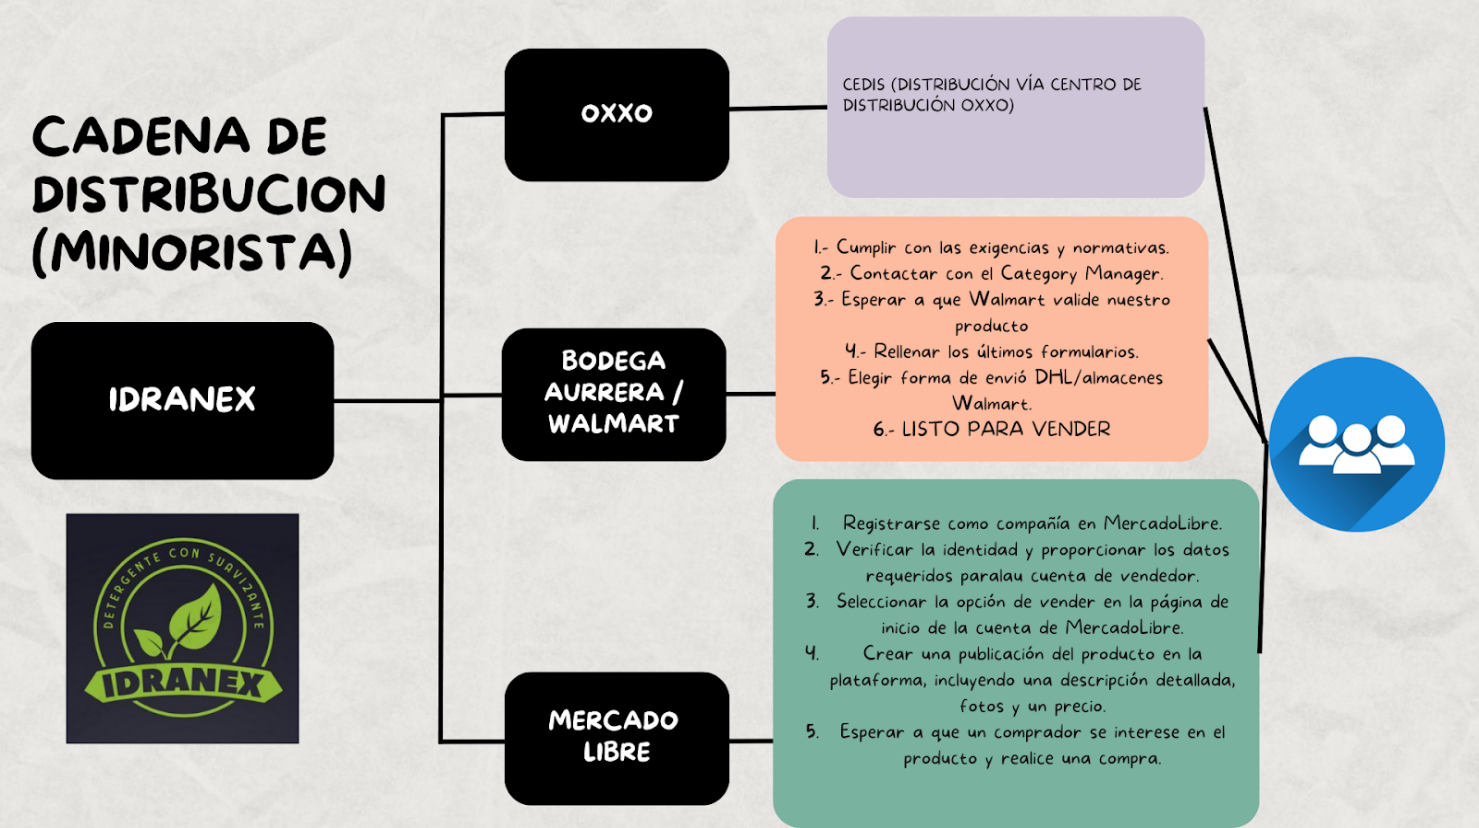 CADENA DE
DISTRIBUCION
(MINORISTA)
IDRANEX
DETERGENTE CON SUAVIZANTE
IDRANEX
OXXO
CEDIS (DISTRIBUCIÓN VÍA CENTRO DE
DISTRIBUCIÓN OXXO)
BODEGA
AURRERA /
WALMART
1.- Cumplir con las exigencias y normativas.
2.- Contactar con el Category Manager.
3.- Esperar a que Walmart valide nuestro
producto
4.- Rellenar los últimos formularios.
5.- Elegir forma de envió DHL/almacenes
Walmart.
6.- LISTO PARA VENDER
MERCADO
LIBRE
1. Registrarse como compañía en MercadoLibre.
2. Verificar la identidad y proporcionar los datos
requeridos paralau cuenta de vendedor.
3. Seleccionar la opción de vender en la página de
inicio de la cuenta de MercadoLibre.
4. Crear una publicación del producto en la
plataforma, incluyendo una descripción detallada,
fotos y un precio.
5. Esperar a que un comprador se interese en el
producto y realice una compra.